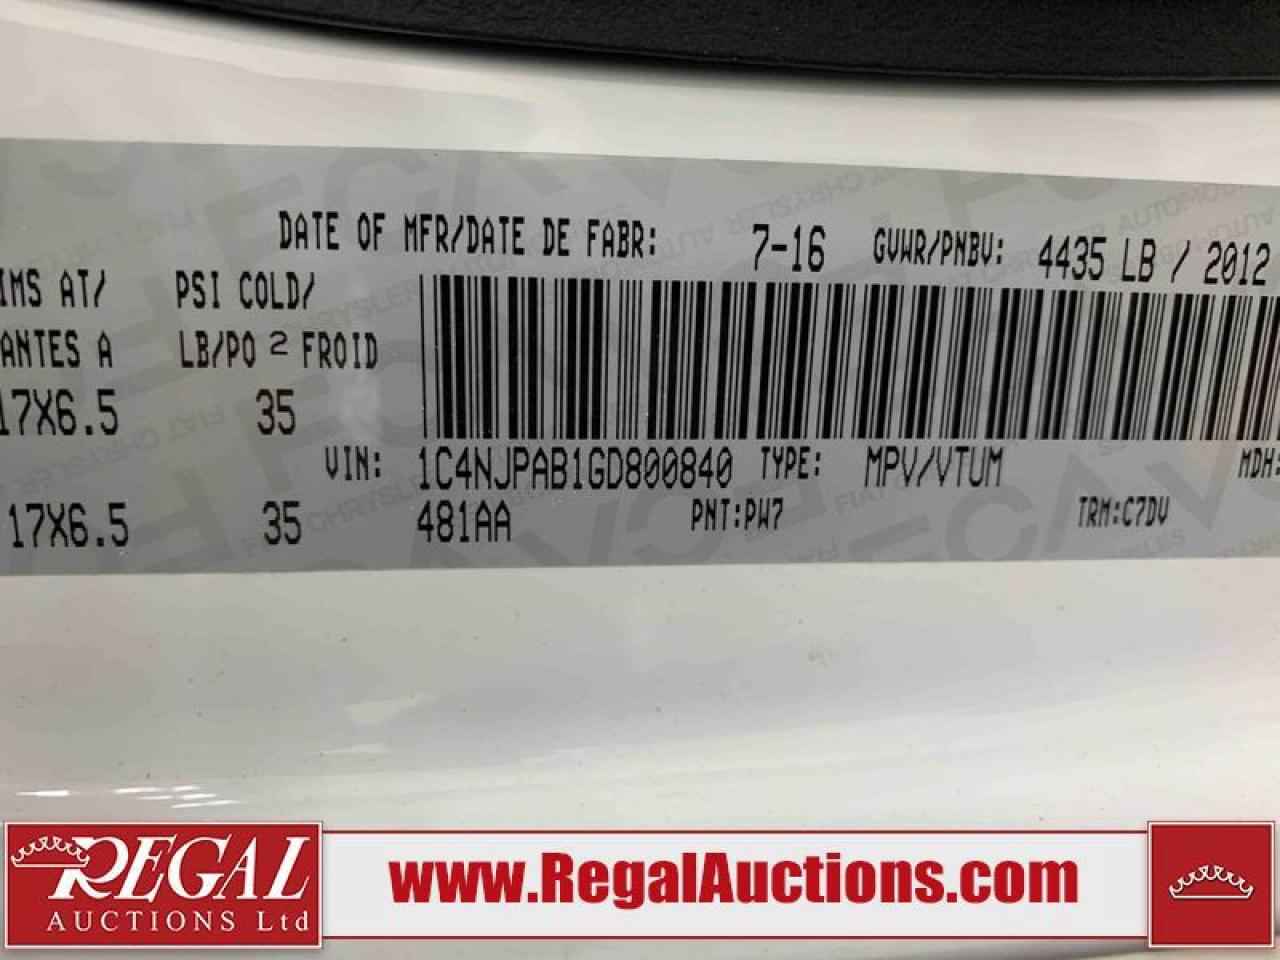 DATE OF MFR/DATE DE FABR: 7-16 GVWR/PNBV: 4435 LB / 2012
IMS AT/ PSI COLD/
ANTES A LB/PO 2 FROID
17X6.5 35
VIN: 1C4NJPAB1GD800840 TYPE: MPV/VTUM MDH:
17X6.5 35 481AA PNT:PW7 TRM:C7DV
REGAL
AUCTIONS Ltd
www.RegalAuctions.com